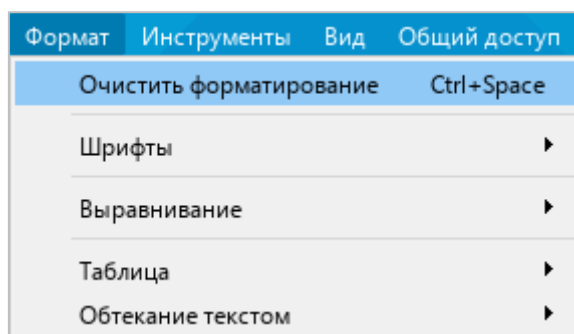 Формат Инструменты Вид Общий доступ
Очистить форматирование Ctrl+Space
Шрифты
Выравнивание
Таблица
Обтекание текстом